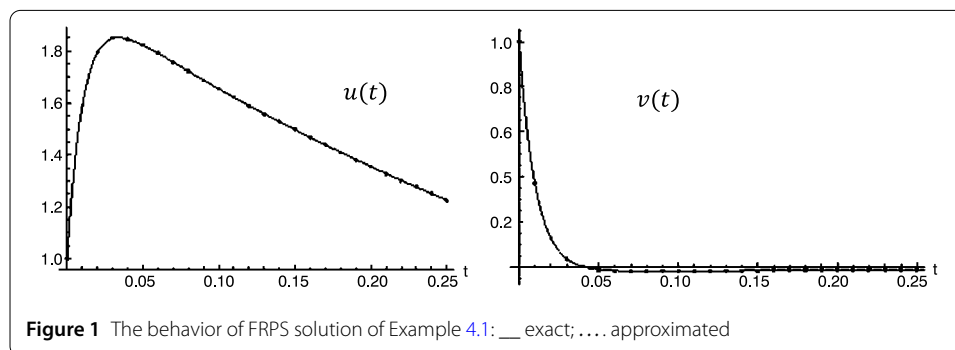 1.8
1.6
1.4
1.2
1.0
u(t)
0.05 0.10 0.15 0.20 0.25 t
1.0
0.8
0.6
0.5
0.2
v(t)
0.05 0.10 0.15 0.20 0.25 t
Figure 1 The behavior of FRPS solution of Example 4.1: __ exact; .... approximated